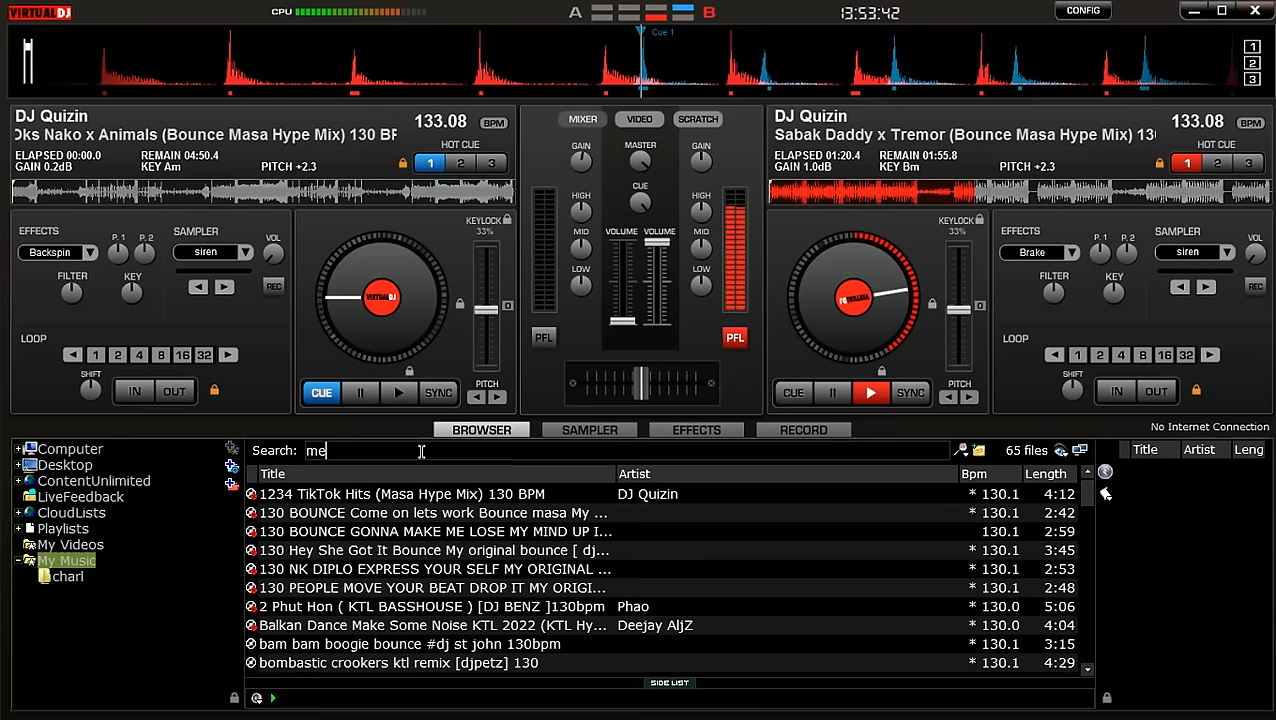 VIRTUAL DJ
CPU
A
B
13:53:42
CONFIG
Cue 1
1
2
3
DJ Quizin
Oks Nako x Animals (Bounce Masa Hype Mix) 130 BP
133.08 BPM
ELAPSED 00:00.0 REMAIN 04:50.4
GAIN 0.2dB KEY Am PITCH +2.3
HOT CUE
1 2 3
MIXER VIDEO SCRATCH
GAIN MASTER GAIN
HIGH CUE HIGH
MID VOLUME VOLUME MID
LOW LOW
PFL PFL
DJ Quizin
Sabak Daddy x Tremor (Bounce Masa Hype Mix) 13
133.08 BPM
ELAPSED 01:20.4 REMAIN 01:55.8
GAIN 1.0dB KEY Bm PITCH +2.3
HOT CUE
1 2 3
EFFECTS P. 1 P. 2 SAMPLER VOL
Backspin siren
FILTER KEY REC
LOOP
1 2 4 8 16 32
SHIFT IN OUT
KEYLOCK
33%
0
VIRTUALDJ
CUE SYNC PITCH
KEYLOCK
33%
0
VIRTUALDJ
CUE SYNC PITCH
EFFECTS P. 1 P. 2 SAMPLER VOL
Brake siren
FILTER KEY REC
LOOP
1 2 4 8 16 32
SHIFT IN OUT
BROWSER SAMPLER EFFECTS RECORD
No Internet Connection
Computer
Desktop
ContentUnlimited
LiveFeedback
CloudLists
Playlists
My Videos
My Music
charl
Search: me
65 files
Title Artist Bpm Length
1234 TikTok Hits (Masa Hype Mix) 130 BPM DJ Quizin * 130.1 4:12
130 BOUNCE Come on lets work Bounce masa My ... * 130.1 2:42
130 BOUNCE GONNA MAKE ME LOSE MY MIND UP I... 130.1 2:59
130 Hey She Got It Bounce My original bounce [ dj... * 130.1 3:45
130 NK DIPLO EXPRESS YOUR SELF MY ORIGINAL ... * 130.1 2:53
130 PEOPLE MOVE YOUR BEAT DROP IT MY ORIGI... * 130.1 2:48
2 Phut Hon ( KTL BASSHOUSE ) [DJ BENZ ]130bpm Phao * 130.0 5:06
Balkan Dance Make Some Noise KTL 2022 (KTL Hy... Deejay AljZ * 130.0 4:04
bam bam boogie bounce #dj st john 130bpm * 130.1 3:15
bombastic crookers ktl remix [djpetz] 130 * 130.1 4:29
SIDE LIST
Title Artist Leng